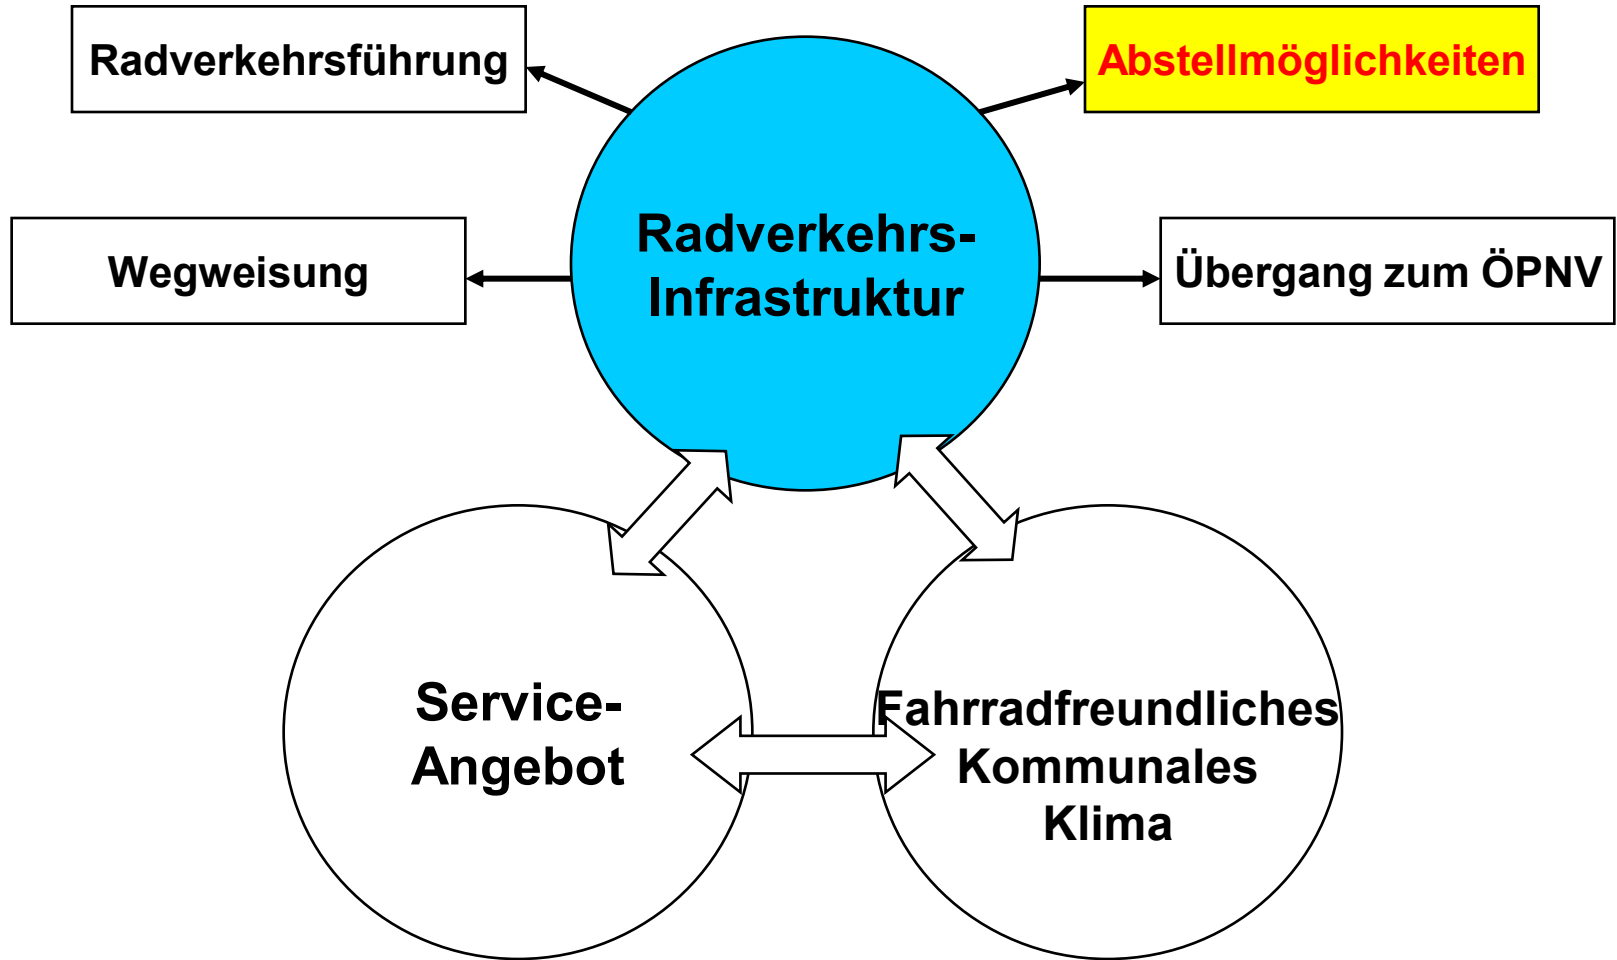 Radverkehrsführung
Abstellmöglichkeiten
Radverkehrs-
Infrastruktur
Wegweisung
Übergang zum ÖPNV
Service-
Angebot
Fahrradfreundliches
Kommunales
Klima